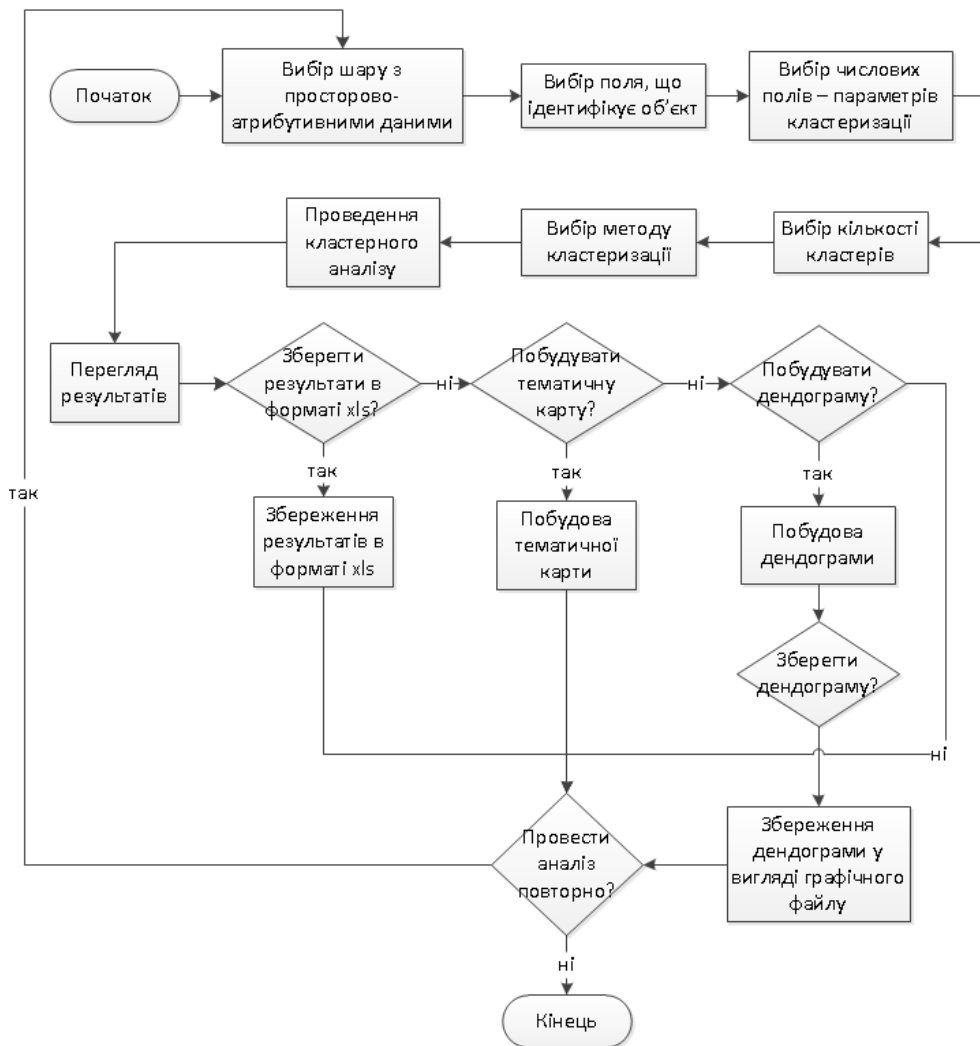 Початок
Вибір шару з
просторово-
атрибутивними даними
Вибір поля, що
ідентифікує об’єкт
Вибір числових
полів – параметрів
кластеризації
Проведення
кластерного
аналізу
Вибір методу
кластеризації
Вибір кількості
кластерів
Перегляд
результатів
Зберегти
результати в
форматі xls?
ні
Побудувати
тематичну
карту?
ні
Побудувати
дендограму?
так
так
так
так
Збереження
результатів в
форматі xls
Побудова
тематичної
карти
Побудова
дендограми
Зберегти
дендограму?
ні
Провести
аналіз
повторно?
Збереження
дендограми у
вигляді графічного
файлу
ні
Кінець